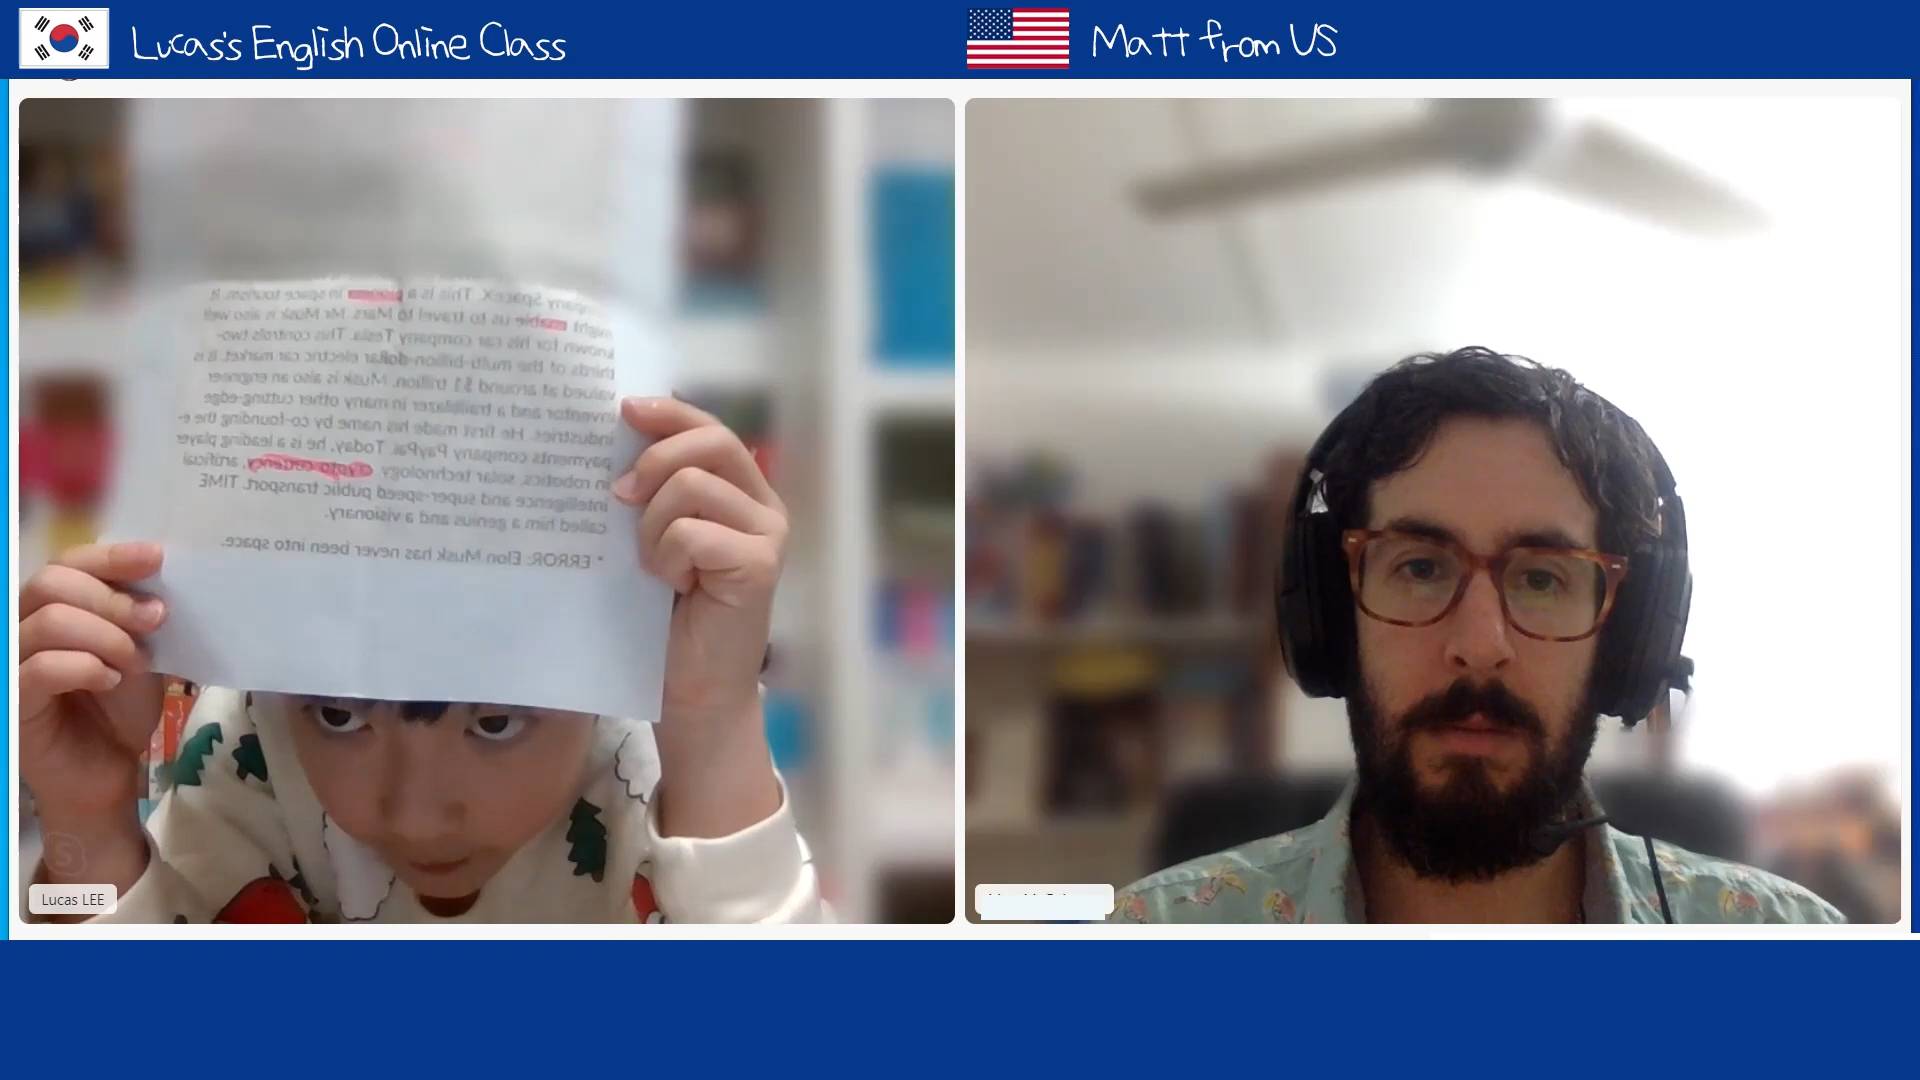 Lucas's English Online Class
Matt from US
company SpaceX. This is a pioneer in space tourism. It
might enable us to travel to Mars. Mr Musk is also well
known for his car company Tesla. This controls two-
thirds of the multi-billion-dollar electric car market. It is
valued at around $1 trillion. Musk is also an engineer,
inventor and a trailblazer in many other cutting-edge
industries. He first made his name by co-founding the e-
payments company PayPal. Today, he is a leading player
in robotics, solar technology, crypto currency, artificial
intelligence and super-speed public transport. TIME
called him a genius and a visionary.
* ERROR: Elon Musk has never been into space.
Lucas LEE